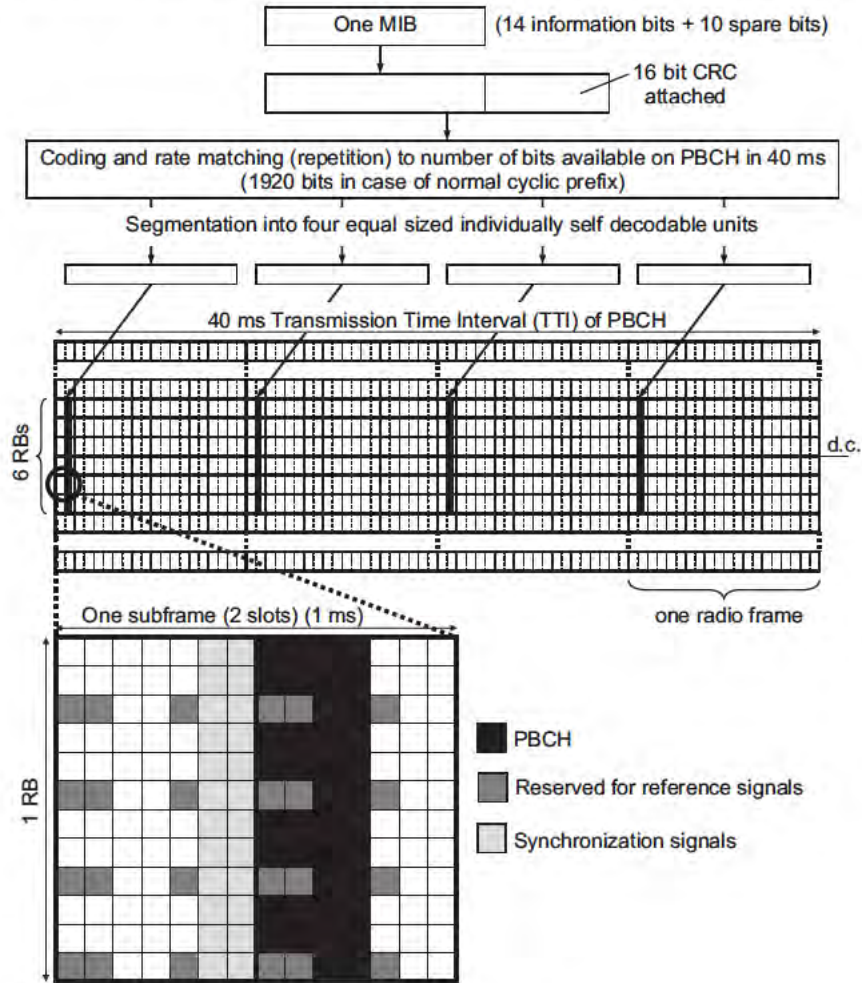 One MIB
(14 information bits + 10 spare bits)
16 bit CRC
attached
Coding and rate matching (repetition) to number of bits available on PBCH in 40 ms
(1920 bits in case of normal cyclic prefix)
Segmentation into four equal sized individually self decodable units
40 ms Transmission Time Interval (TTI) of PBCH
6 RBs
d.c.
One subframe (2 slots) (1 ms)
one radio frame
1 RB
PBCH
Reserved for reference signals
Synchronization signals